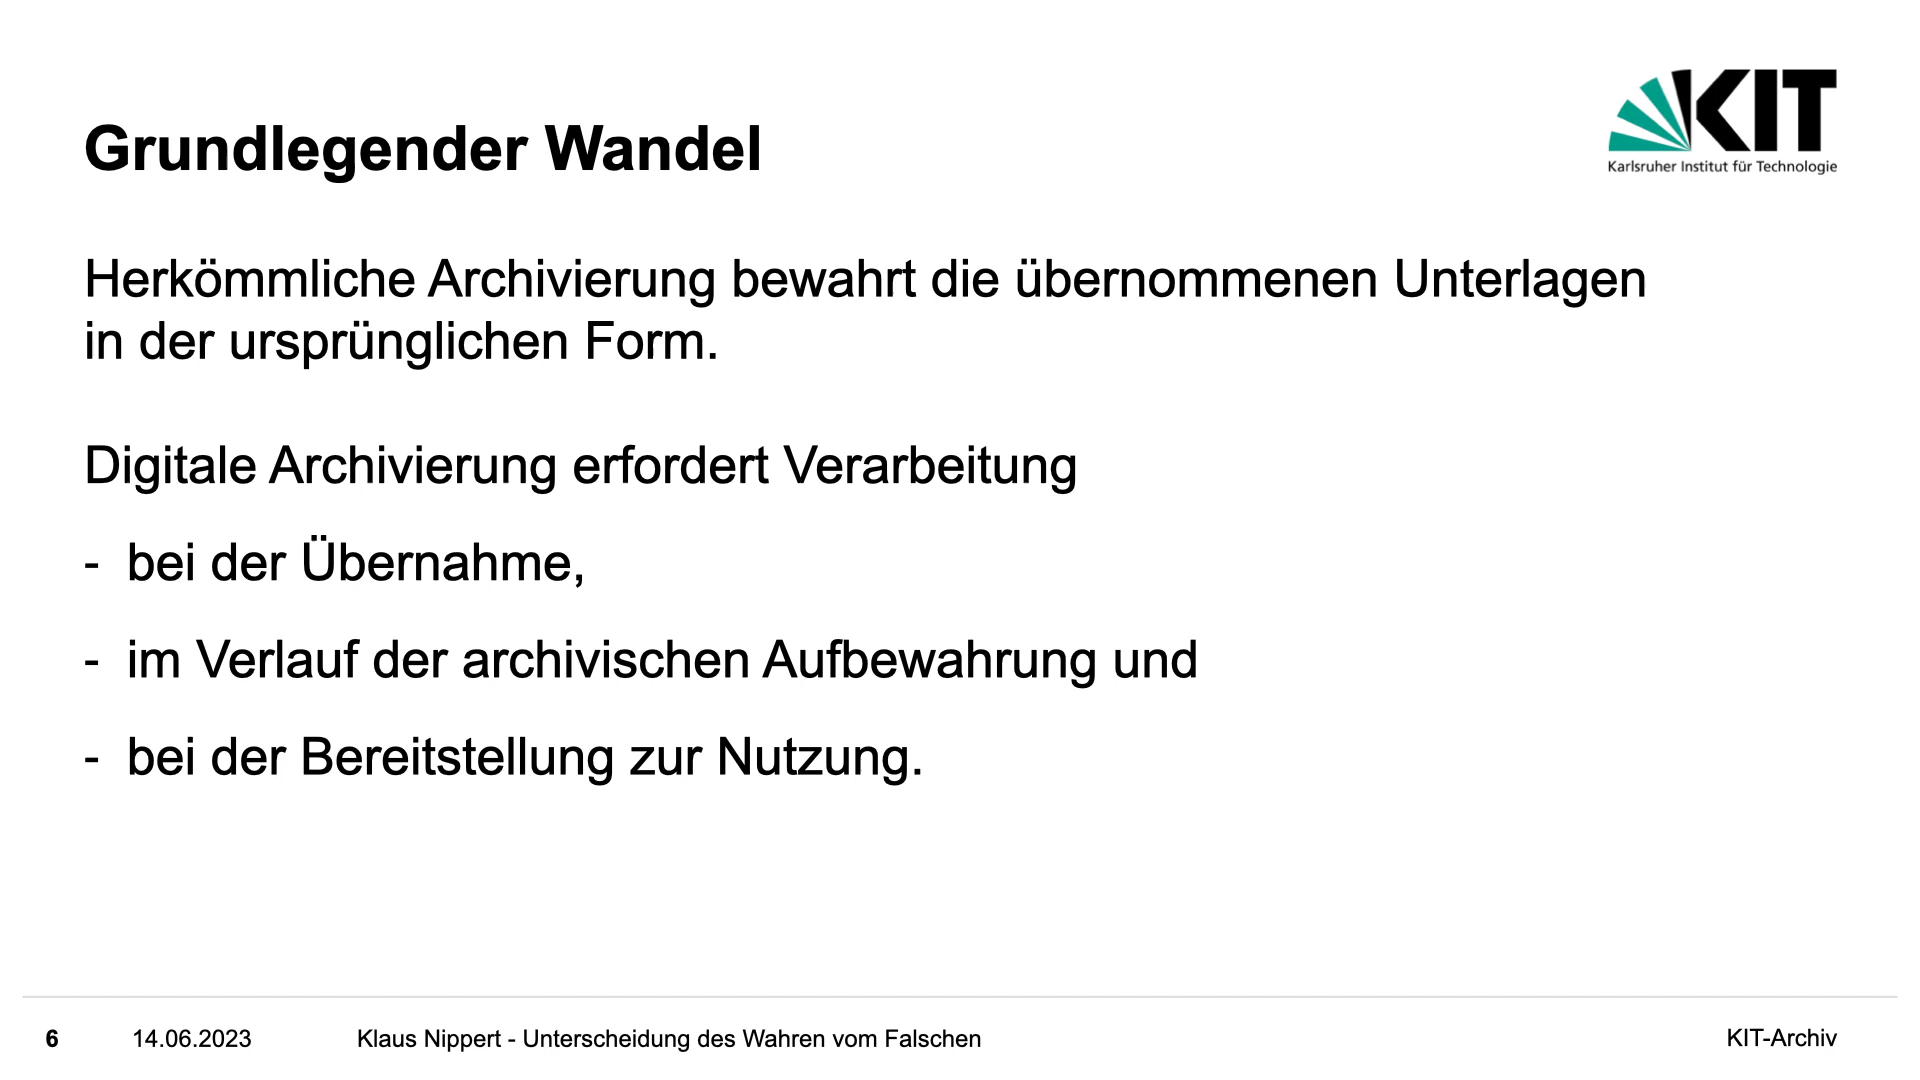 KIT
Karlsruher Institut für Technologie
Grundlegender Wandel
Herkömmliche Archivierung bewahrt die übernommenen Unterlagen
in der ursprünglichen Form.
Digitale Archivierung erfordert Verarbeitung
- bei der Übernahme,
- im Verlauf der archivischen Aufbewahrung und
- bei der Bereitstellung zur Nutzung.
6 14.06.2023 Klaus Nippert - Unterscheidung des Wahren vom Falschen KIT-Archiv